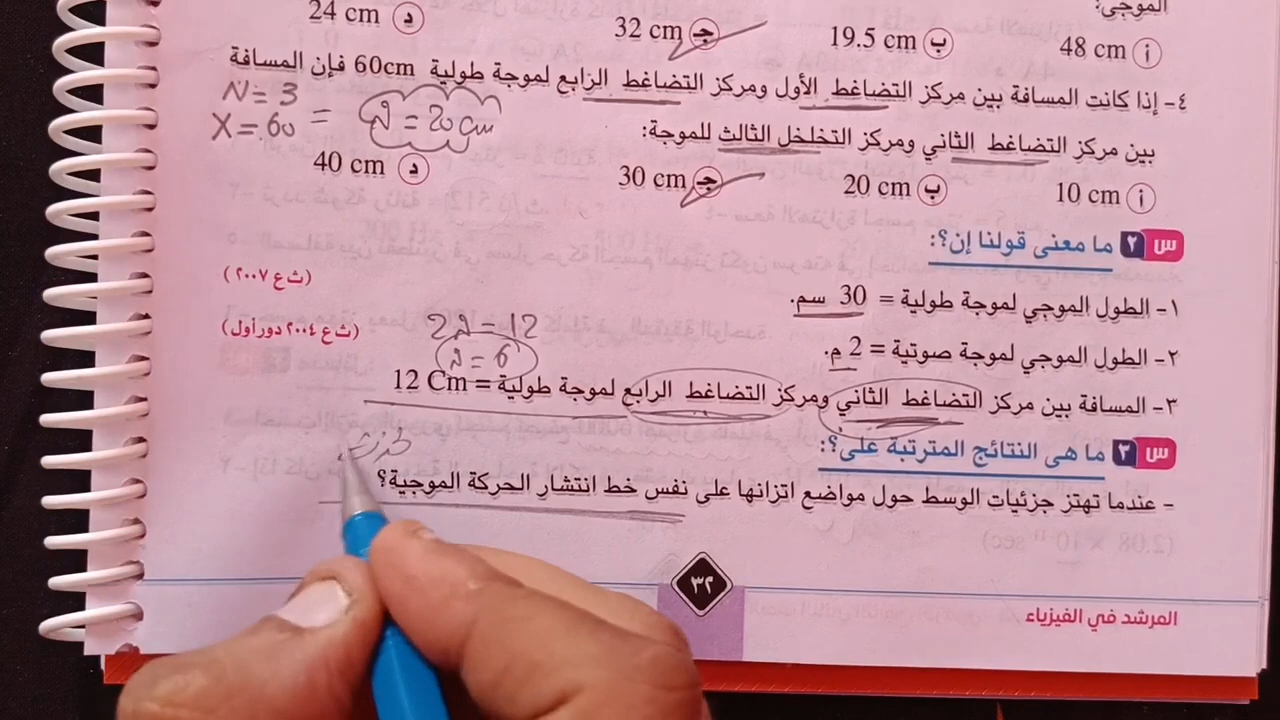 الموجي:
أ 48 cm ب 19.5 cm جـ 32 cm د 24 cm
٤- إذا كانت المسافة بين مركز التضاغط الأول ومركز التضاغط الرابع لموجة طولية 60cm فإن المسافة
بين مركز التضاغط الثاني ومركز التخلخل الثالث للموجة:
N = 3
X = 60 = λ = 20 cm
أ 10 cm ب 20 cm جـ 30 cm د 40 cm
س ٢ ما معنى قولنا إن؟:
١- الطول الموجي لموجة طولية = 30 سم. (ث ع ٢٠٠٧)
٢- الطول الموجي لموجة صوتية = 2 م. (ث ع ٢٠٠٤ دور أول)
2λ = 12
λ = 6
٣- المسافة بين مركز التضاغط الثاني ومركز التضاغط الرابع لموجة طولية = 12 Cm
س ٣ ما هى النتائج المترتبة على؟:
- عندما تهتز جزئيات الوسط حول مواضع اتزانها على نفس خط انتشار الحركة الموجية؟
٣٢
المرشد في الفيزياء